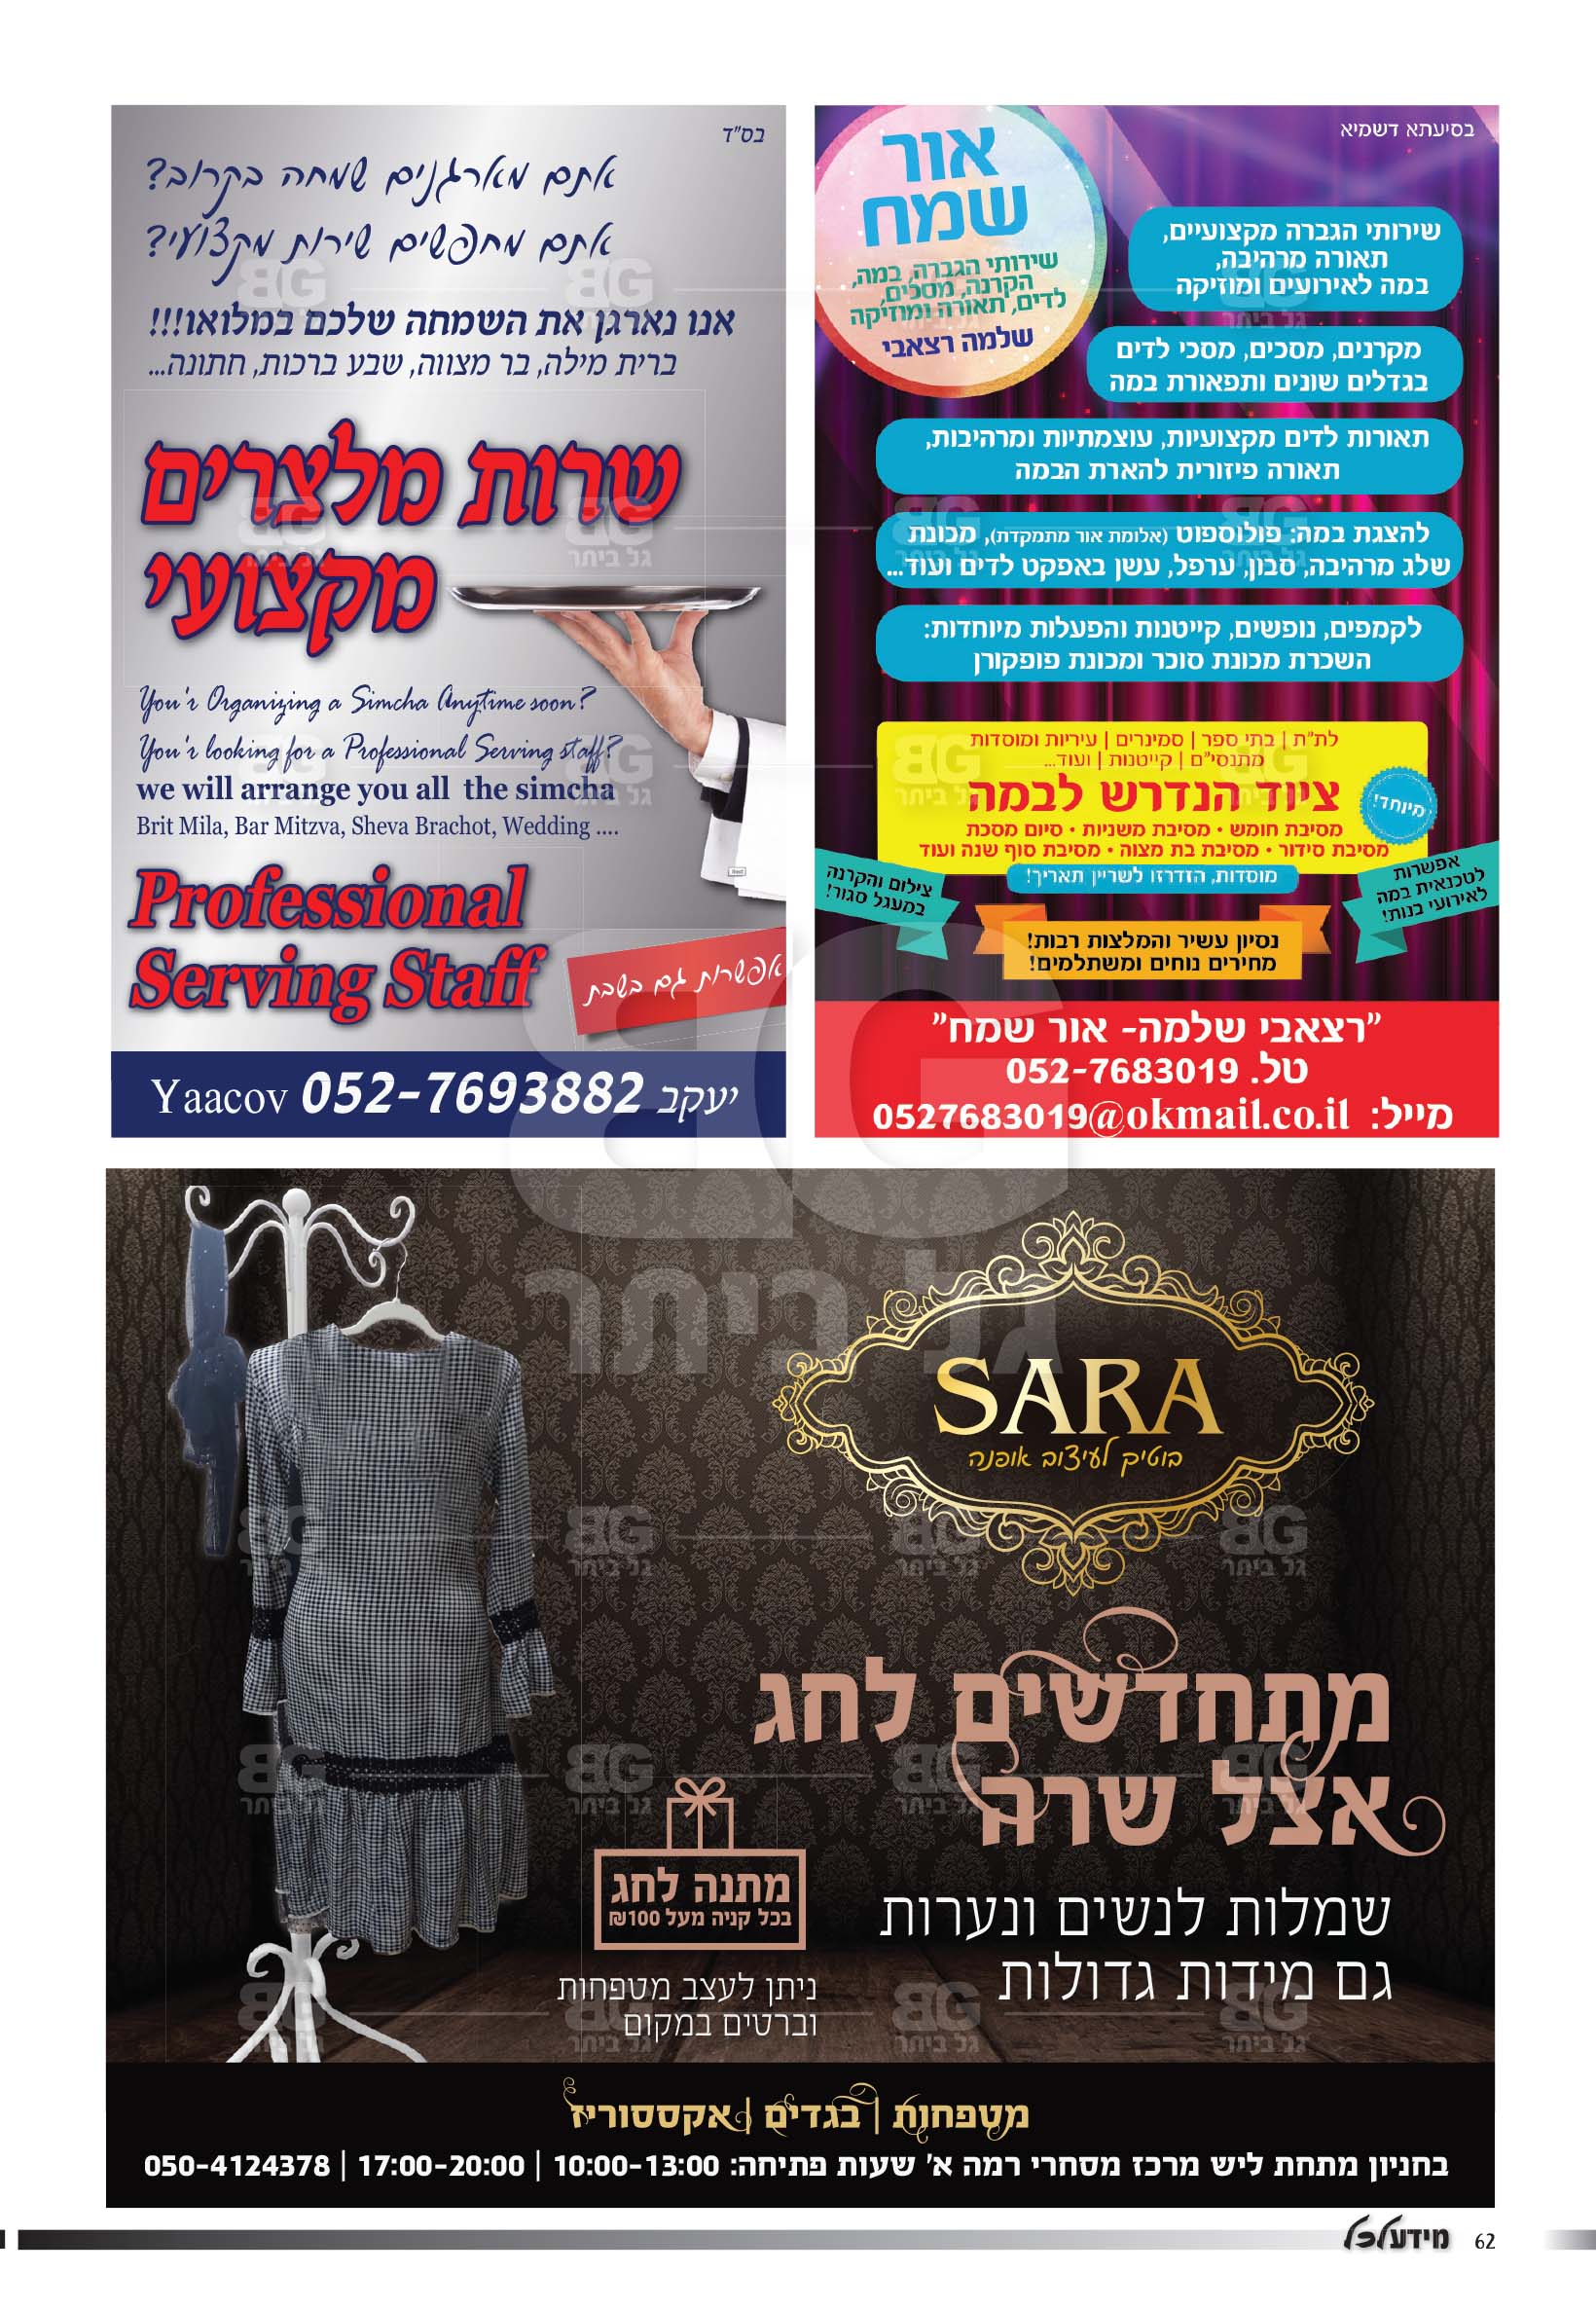 בסיעתא דשמיא
אור
שמח
שירותי הגברה, במה,
הקרנה, מסכים,
לדים, תאורה ומוזיקה
שלמה רצאבי
שירותי הגברה מקצועיים,
תאורה מרהיבה,
במה לאירועים ומוזיקה
מקרנים, מסכים, מסכי לדים
בגדלים שונים ותפאורת במה
תאורות לדים מקצועיות, עוצמתיות ומרהיבות,
תאורה פיזורית להארת הבמה
להצגת במה: פולוספוט (אלומת אור מתמקדת), מכונת
שלג מרהיבה, סבון, ערפל, עשן באפקט לדים ועוד...
לקמפים, נופשים, קייטנות והפעלות מיוחדות:
השכרת מכונת סוכר ומכונת פופקורן
לת"ת | בתי ספר | סמינרים | עיריות ומוסדות
מתנסי"ם | קייטנות | ועוד...
ציוד הנדרש לבמה
מיוחד!
מסיבת חומש • מסיבת משניות • סיום מסכת
מסיבת סידור • מסיבת בת מצוה • מסיבת סוף שנה ועוד
מוסדות, הזדרזו לשריין תאריך!
אפשרות
לטכנאית במה
לאירועי בנות!
צילום והקרנה
במעגל סגור!
נסיון עשיר והמלצות רבות!
מחירים נוחים ומשתלמים!
"רצאבי שלמה- אור שמח"
טל. 052-7683019
מייל: 0527683019@okmail.co.il
בס"ד
אתם מארגנים שמחה בקרוב?
אתם מחפשים שירות מקצועי?
אנו נארגן את השמחה שלכם במלואו!!!
ברית מילה, בר מצווה, שבע ברכות, חתונה...
שרות מלצרים
מקצועי
You'r Organizing a Simcha Anytime soon?
You'r looking for a Professional Serving staff?
we will arrange you all the simcha
Brit Mila, Bar Mitzva, Sheva Brachot, Wedding ....
Professional
Serving Staff
אפשרות גם בשבת
יעקב 052-7693882 Yaacov
SARA
בוטיק לעיצוב אופנה
מתחדשים לחג
אצל שרה
שמלות לנשים ונערות
גם מידות גדולות
מתנה לחג
בכל קניה מעל 100₪
ניתן לעצב מטפחות
וברטים במקום
מטפחות | בגדים | אקססוריז
בחניון מתחת ליש מרכז מסחרי רמה א' שעות פתיחה: 10:00-13:00 | 17:00-20:00 | 050-4124378
BG
גל ביתר
62 מידע לכל